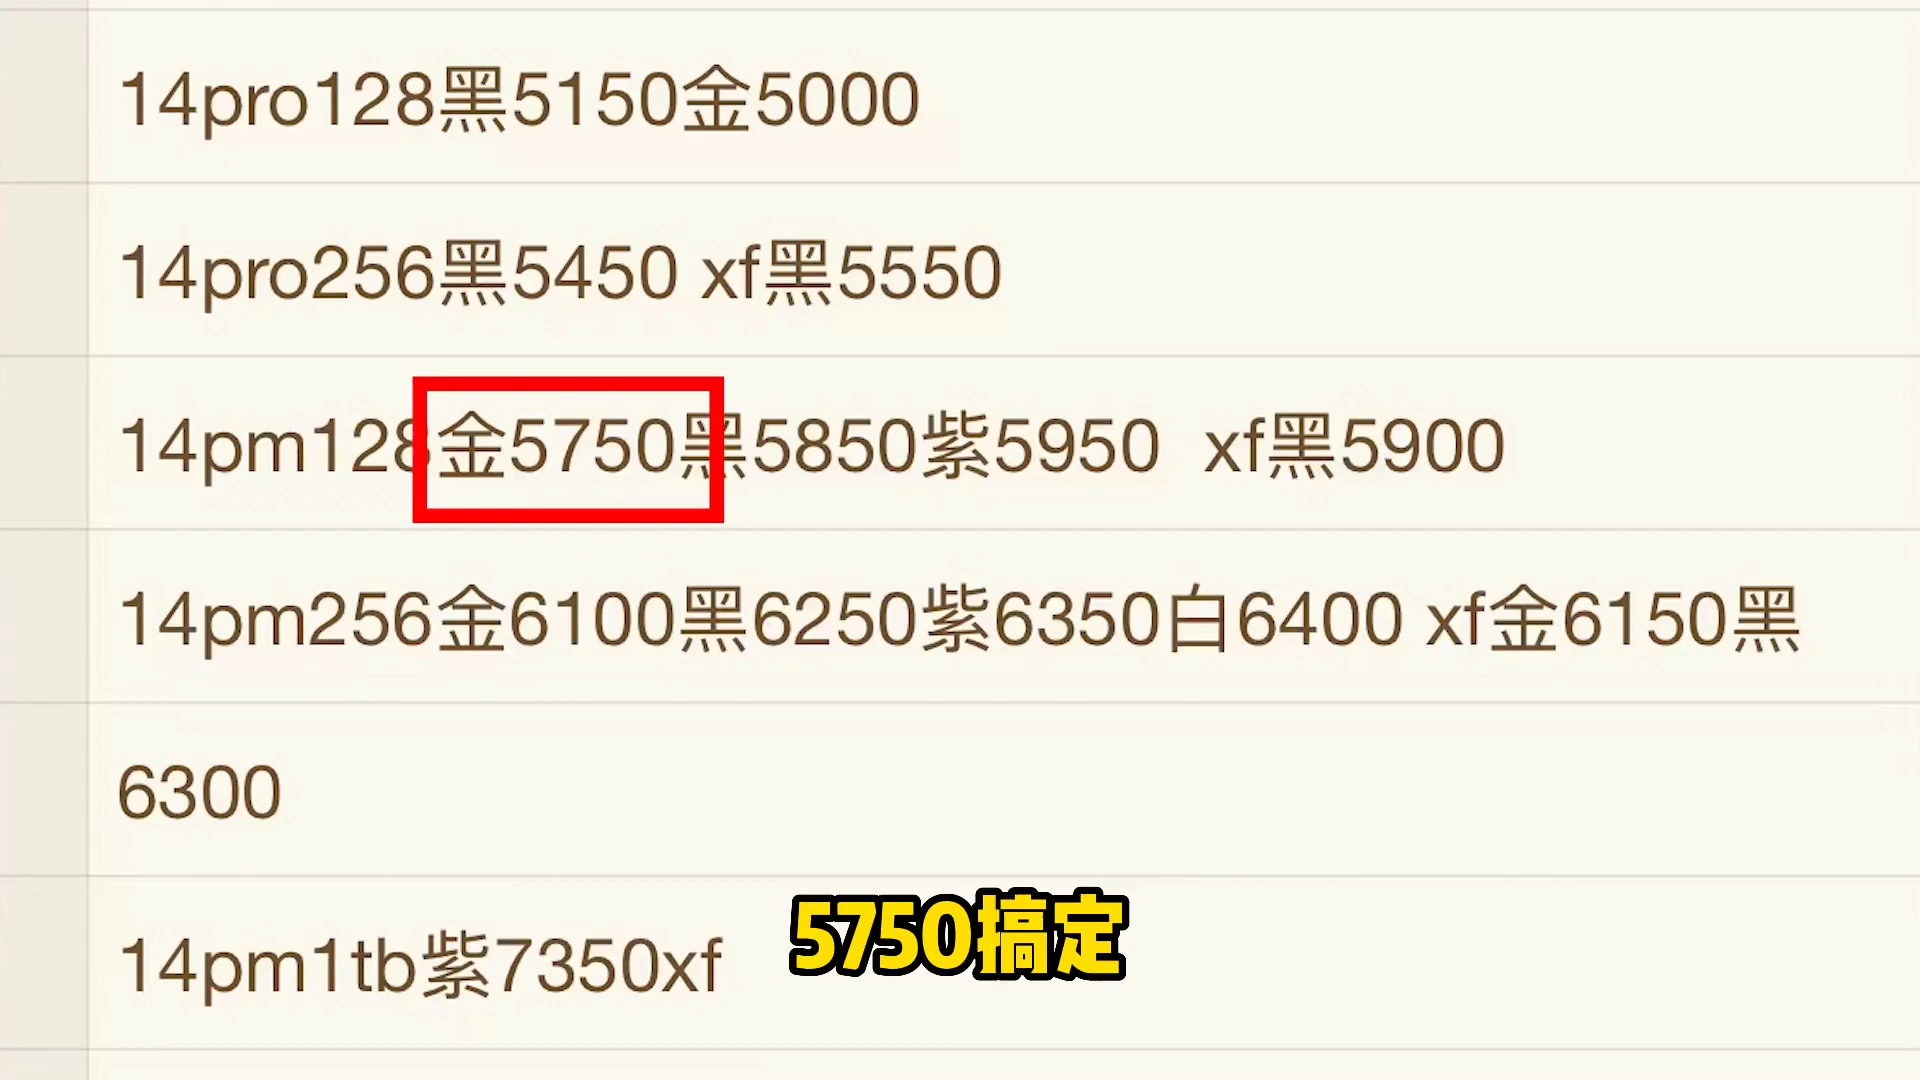 14pro128黑5150金5000
14pro256黑5450 xf黑5550
14pm128金5750黑5850紫5950  xf黑5900
14pm256金6100黑6250紫6350白6400 xf金6150黑
6300
14pm1tb紫7350xf
5750搞定